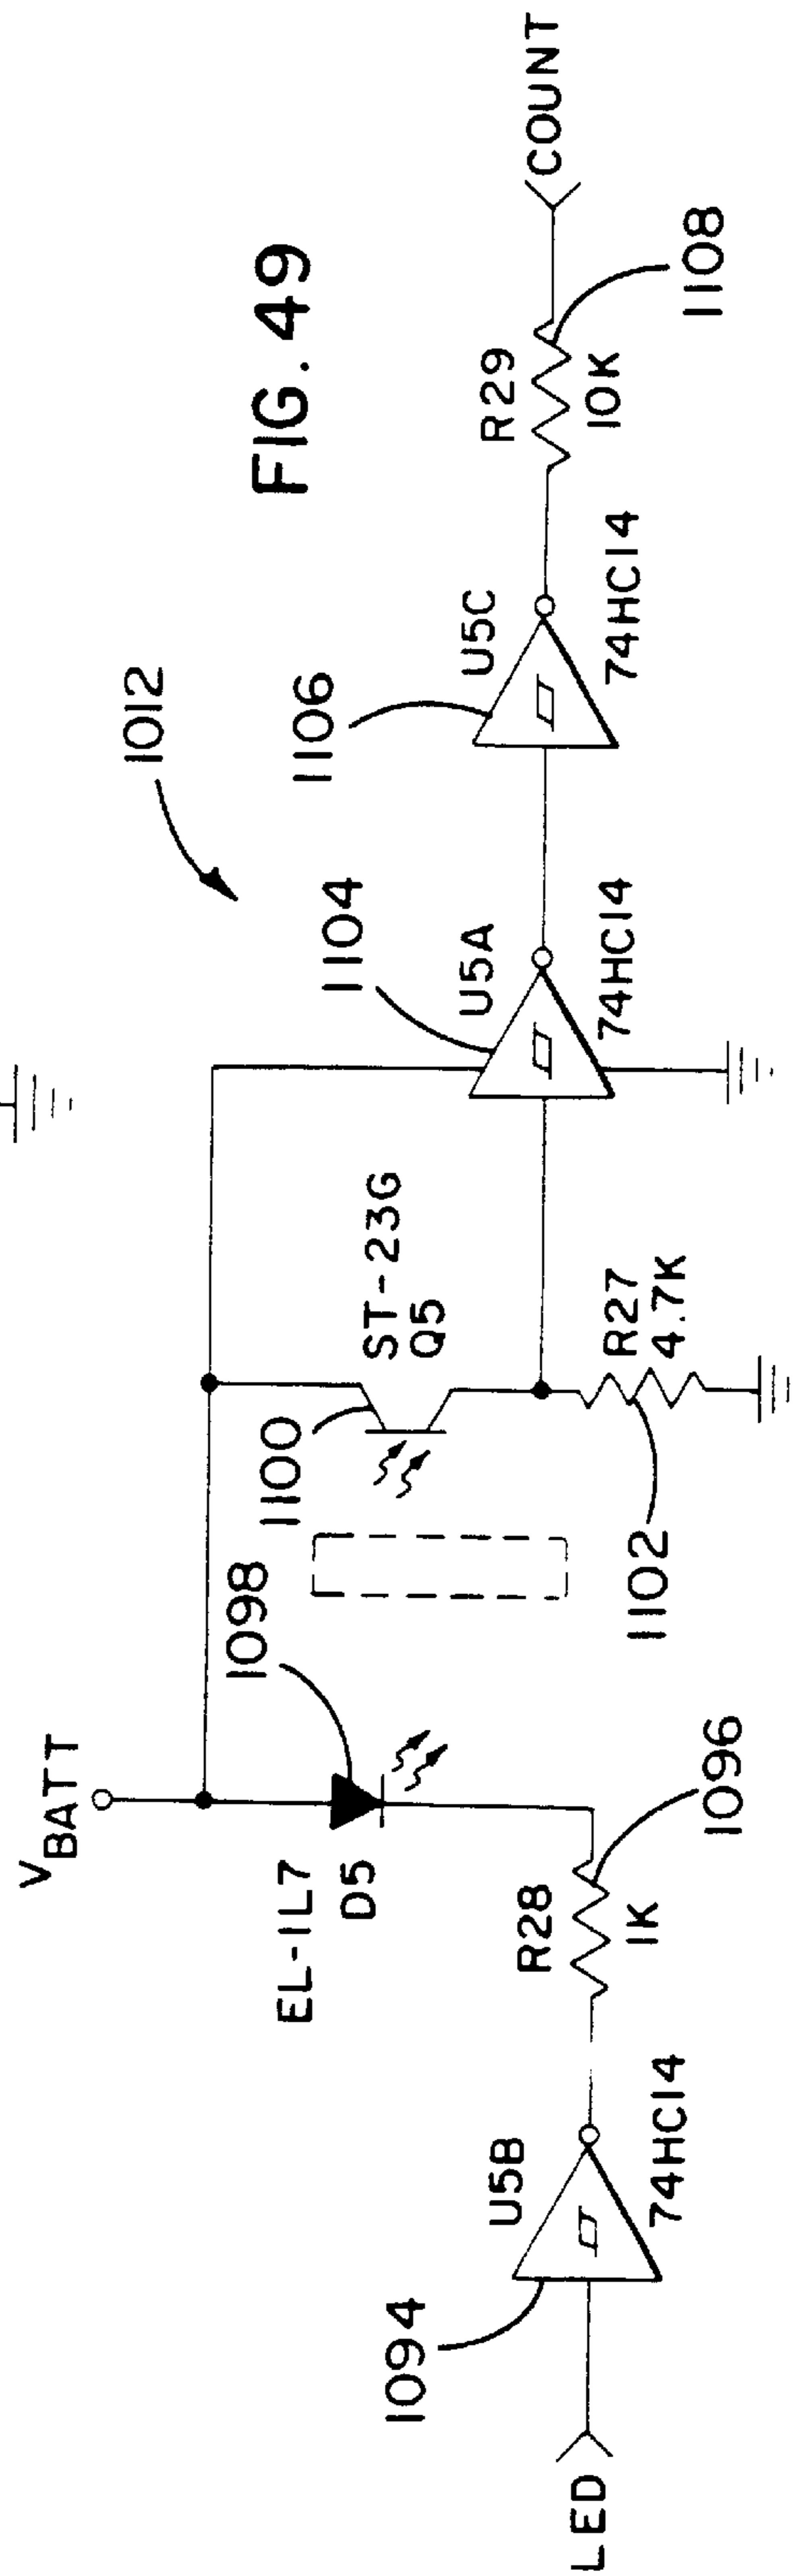 FIG. 49
1012
V BATT
EL-1L7
D5
1098
1100
ST-23G
Q5
1104
U5A
74HC14
1106
U5C
74HC14
R29
10K
1108
COUNT
LED
1094
U5B
74HC14
R28
1K
1096
1102
R27
4.7K